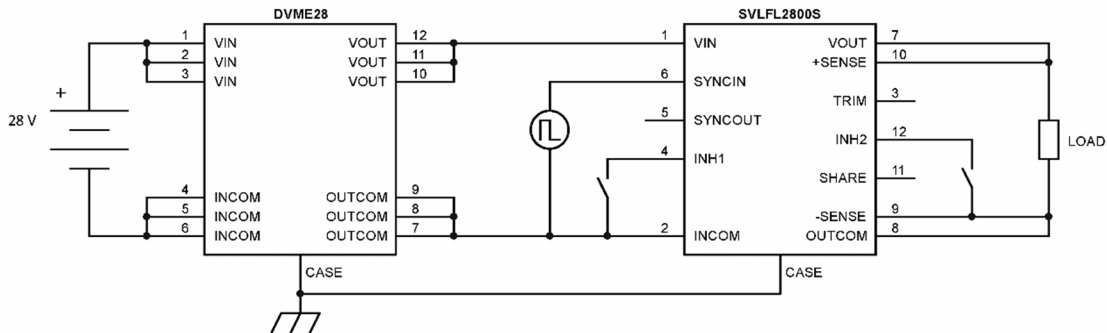 DVME28 SVLFL2800S
1 VIN VOUT 12 1 VIN VOUT 7
2 VIN VOUT 11 +SENSE 10
3 VIN VOUT 10 6 SYNCIN
+ TRIM 3
28 V 5 SYNCOUT
INH2 12 LOAD
4 INH1
SHARE 11
4 INCOM OUTCOM 9
5 INCOM OUTCOM 8 -SENSE 9
6 INCOM OUTCOM 7 2 INCOM OUTCOM 8
CASE CASE